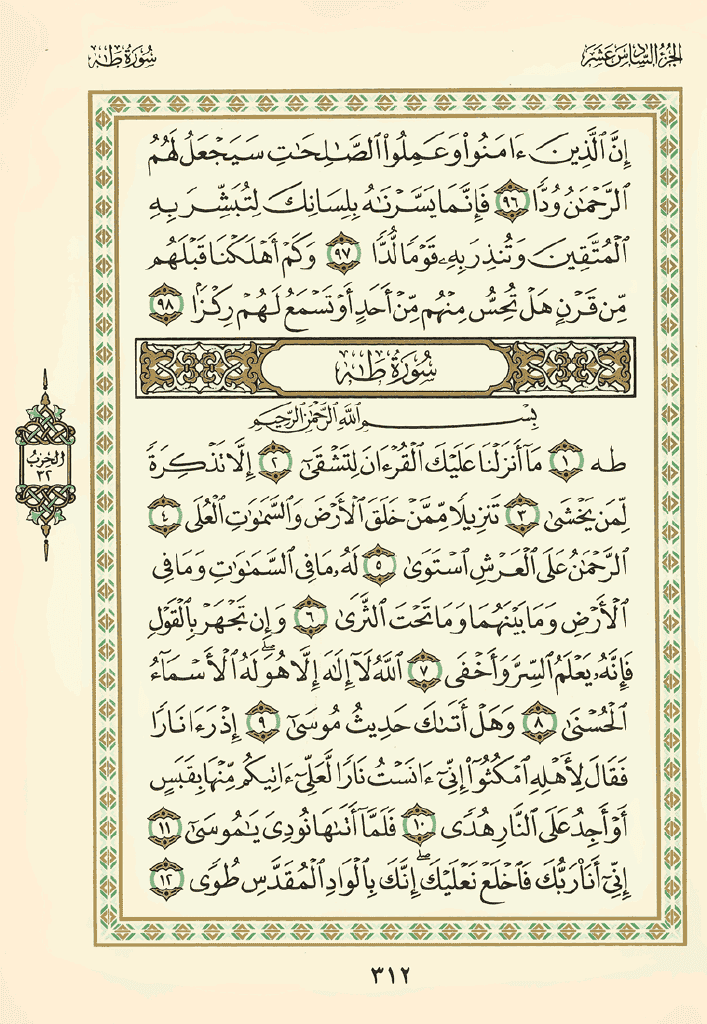 الجزء السادس عشر
سورة طه
إِنَّ ٱلَّذِينَ ءَامَنُوا۟ وَعَمِلُوا۟ ٱلصَّٰلِحَٰتِ سَيَجْعَلُ لَهُمُ
ٱلرَّحْمَٰنُ وُدًّا ٩٦ فَإِنَّمَا يَسَّرْنَٰهُ بِلِسَانِكَ لِتُبَشِّرَ بِهِ
ٱلْمُتَّقِينَ وَتُنذِرَ بِهِۦ قَوْمًا لُّدًّا ٩٧ وَكَمْ أَهْلَكْنَا قَبْلَهُم
مِّن قَرْنٍ هَلْ تُحِسُّ مِنْهُم مِّنْ أَحَدٍ أَوْ تَسْمَعُ لَهُمْ رِكْزًۢا ٩٨
سُورَةُ طه
بِسْمِ ٱللَّهِ ٱلرَّحْمَٰنِ ٱلرَّحِيمِ
طه ١ مَآ أَنزَلْنَا عَلَيْكَ ٱلْقُرْءَانَ لِتَشْقَىٰٓ ٢ إِلَّا تَذْكِرَةً
لِّمَن يَخْشَىٰ ٣ تَنزِيلًا مِّمَّنْ خَلَقَ ٱلْأَرْضَ وَٱلسَّمَٰوَٰتِ ٱلْعُلَى ٤
ٱلرَّحْمَٰنُ عَلَى ٱلْعَرْشِ ٱسْتَوَىٰ ٥ لَهُۥ مَا فِى ٱلسَّمَٰوَٰتِ وَمَا فِى
ٱلْأَرْضِ وَمَا بَيْنَهُمَا وَمَا تَحْتَ ٱلثَّرَىٰ ٦ وَإِن تَجْهَرْ بِٱلْقَوْلِ
فَإِنَّهُۥ يَعْلَمُ ٱلسِّرَّ وَأَخْفَى ٧ ٱللَّهُ لَآ إِلَٰهَ إِلَّا هُوَۖ لَهُ ٱلْأَسْمَآءُ
ٱلْحُسْنَىٰ ٨ وَهَلْ أَتَىٰكَ حَدِيثُ مُوسَىٰٓ ٩ إِذْ رَءَا نَارًا
فَقَالَ لِأَهْلِهِ ٱمْكُثُوٓا۟ إِنِّىٓ ءَانَسْتُ نَارًا لَّعَلِّىٓ ءَاتِيكُم مِّنْهَا بِقَبَسٍ
أَوْ أَجِدُ عَلَى ٱلنَّارِ هُدًى ١٠ فَلَمَّآ أَتَىٰهَا نُودِىَ يَٰمُوسَىٰٓ ١١
إِنِّىٓ أَنَا۠ رَبُّكَ فَٱخْلَعْ نَعْلَيْكَۖ إِنَّكَ بِٱلْوَادِ ٱلْمُقَدَّسِ طُوًى ١٢
الحزب
٣٢
٣١٢